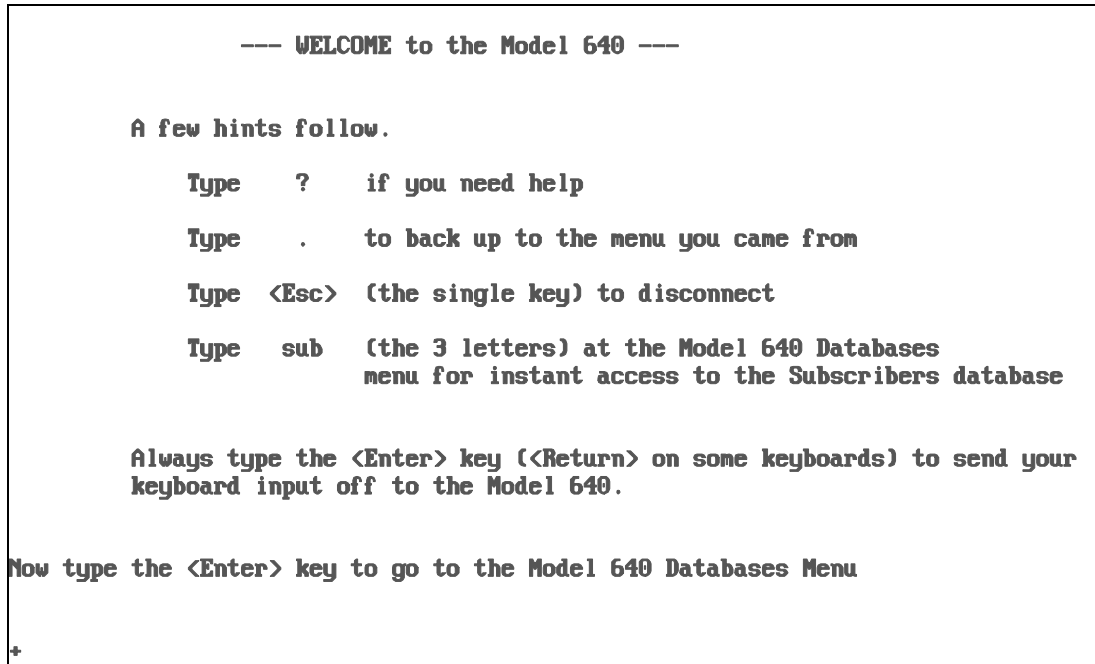 --- WELCOME to the Model 640 ---
A few hints follow.
Type ? if you need help
Type . to back up to the menu you came from
Type <Esc> (the single key) to disconnect
Type sub (the 3 letters) at the Model 640 Databases
menu for instant access to the Subscribers database
Always type the <Enter> key (<Return> on some keyboards) to send your
keyboard input off to the Model 640.
Now type the <Enter> key to go to the Model 640 Databases Menu
+